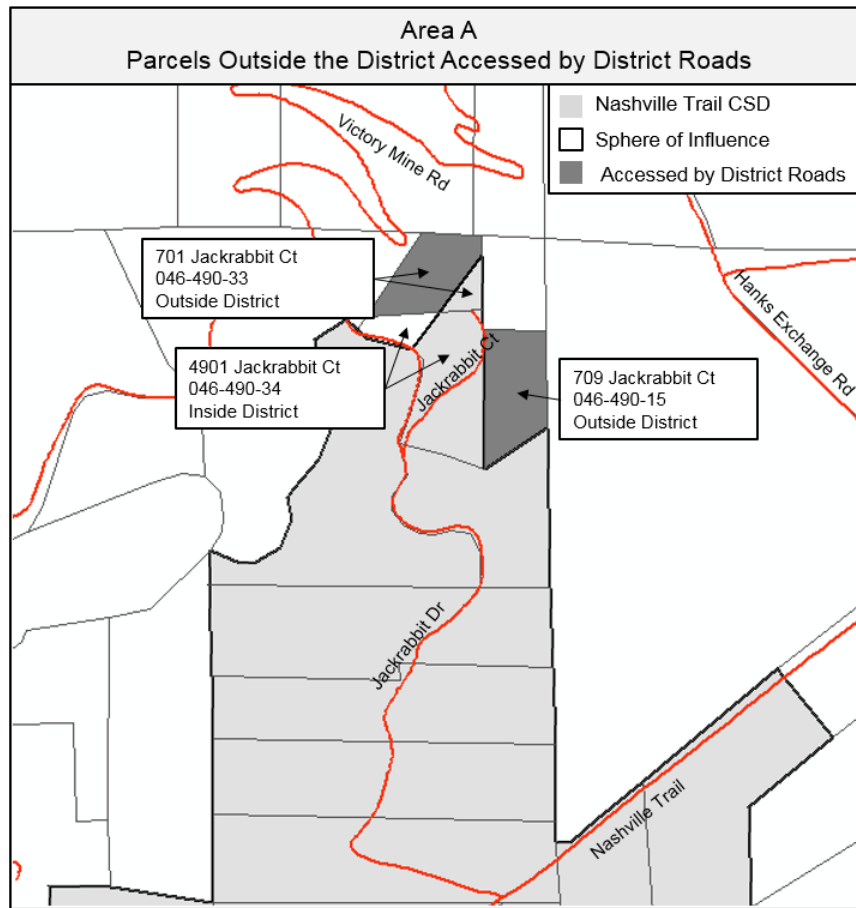 Area A
Parcels Outside the District Accessed by District Roads
Nashville Trail CSD
Sphere of Influence
Accessed by District Roads
Victory Mine Rd
701 Jackrabbit Ct
046-490-33
Outside District
Hanks Exchange Rd
4901 Jackrabbit Ct
046-490-34
Inside District
Jackrabbit Ct
709 Jackrabbit Ct
046-490-15
Outside District
Jackrabbit Dr
Nashville Trail